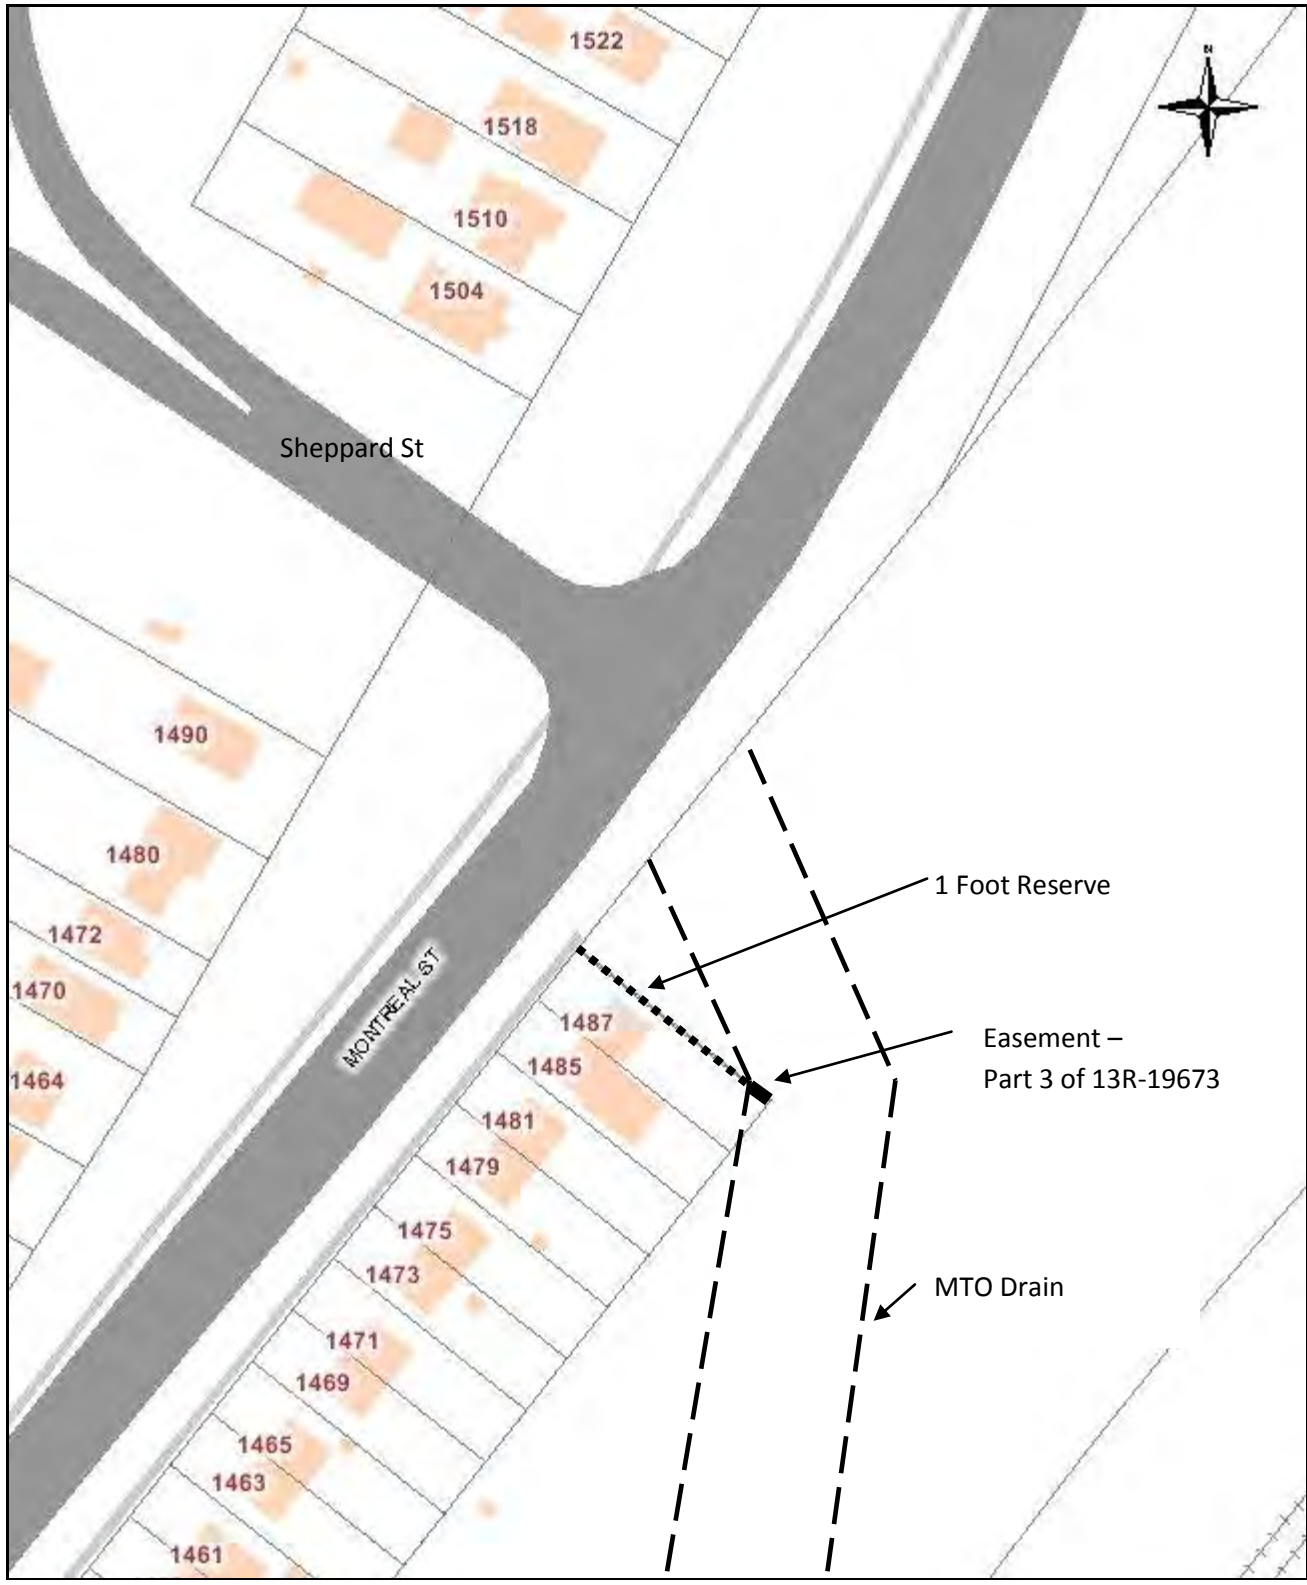 1522
N
1518
1510
1504
Sheppard St
1490
1480
1472
1470
1464
MONTREAL ST
1 Foot Reserve
1487
1485
Easement –
Part 3 of 13R-19673
1481
1479
1475
1473
MTO Drain
1471
1469
1465
1463
1461